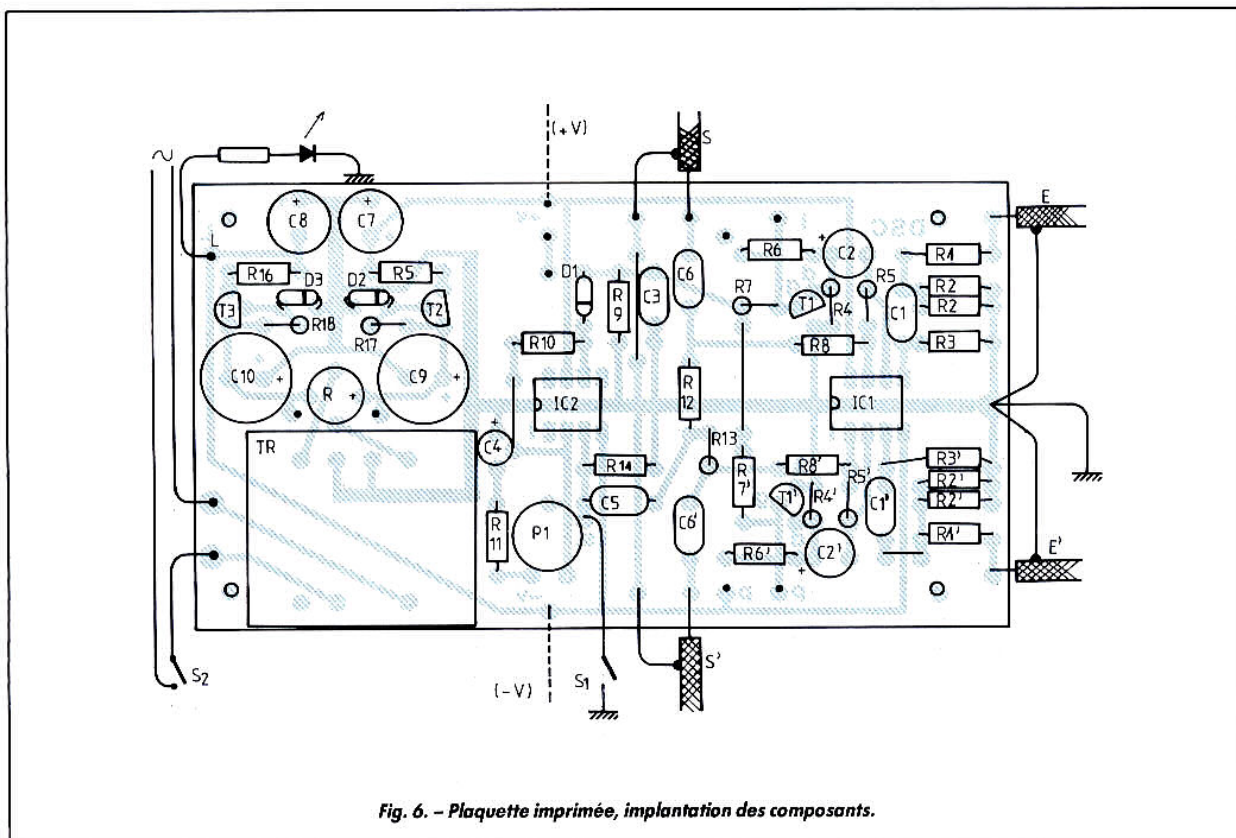 (+V)
S
~
C8
C7
E
L
R6
C2
R1
DSC
R16
R5
D3
D2
D1
R9
C3
C6
R7
T1
R4
R5
C1
R2
R2
T3
R18
T2
R17
R10
R8
R3
C10
R
C9
IC2
R12
IC1
TR
C4
R14
R13
R7'
R8'
R5'
R3'
R2'
R2'
T1'
R4'
C1'
C5
R11
P1
C6'
R6'
C2'
R1'
E'
S2
(-V)
S1
S'
Fig. 6. – Plaquette imprimée, implantation des composants.